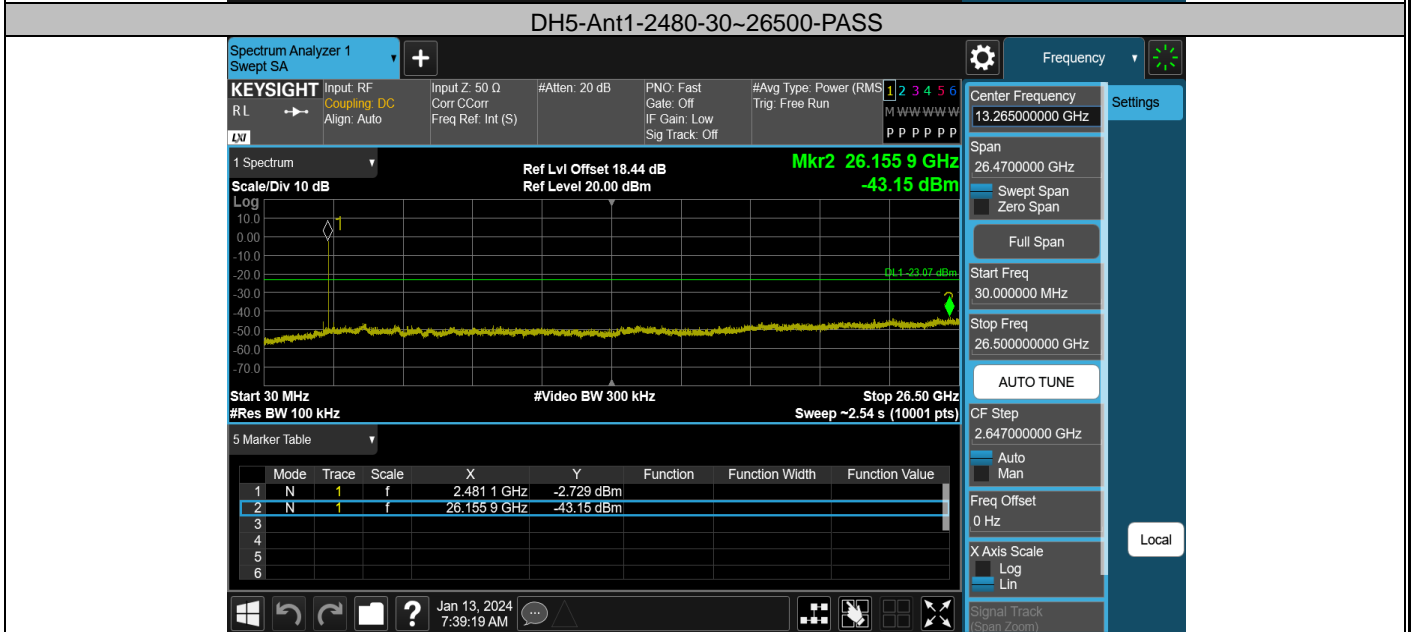 DH5-Ant1-2480-30~26500-PASS
Spectrum Analyzer 1
Swept SA
+
Frequency
KEYSIGHT Input: RF Input Z: 50 Ω #Atten: 20 dB PNO: Fast #Avg Type: Power (RMS 1 2 3 4 5 6
RL Coupling: DC Corr CCorr Gate: Off Trig: Free Run M W W W W W
Align: Auto Freq Ref: Int (S) IF Gain: Low P P P P P P
LXI Sig Track: Off
1 Spectrum
Ref Lvl Offset 18.44 dB Mkr2 26.155 9 GHz
Scale/Div 10 dB Ref Level 20.00 dBm -43.15 dBm
Log
10.0
0.00
-10.0
-20.0
-30.0
-40.0
-50.0
-60.0
-70.0
1
DL1 -23.07 dBm
2
Start 30 MHz #Video BW 300 kHz Stop 26.50 GHz
#Res BW 100 kHz Sweep ~2.54 s (10001 pts)
5 Marker Table
Mode Trace Scale X Y Function Function Width Function Value
1 N 1 f 2.481 1 GHz -2.729 dBm
2 N 1 f 26.155 9 GHz -43.15 dBm
3
4
5
6
Jan 13, 2024
7:39:19 AM
Center Frequency
13.265000000 GHz
Settings
Span
26.4700000 GHz
Swept Span
Zero Span
Full Span
Start Freq
30.000000 MHz
Stop Freq
26.500000000 GHz
AUTO TUNE
CF Step
2.647000000 GHz
Auto
Man
Freq Offset
0 Hz
X Axis Scale
Log
Lin
Local
Signal Track
(Span Zoom)